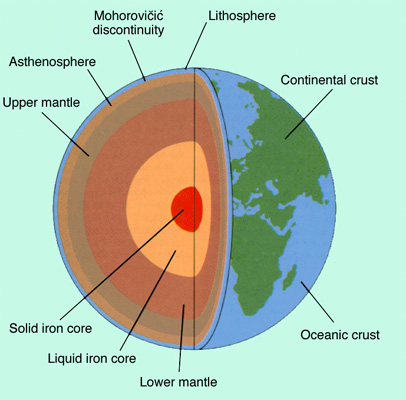 Mohorovičić
discontinuity
Lithosphere
Asthenosphere
Upper mantle
Continental crust
Solid iron core
Liquid iron core
Lower mantle
Oceanic crust